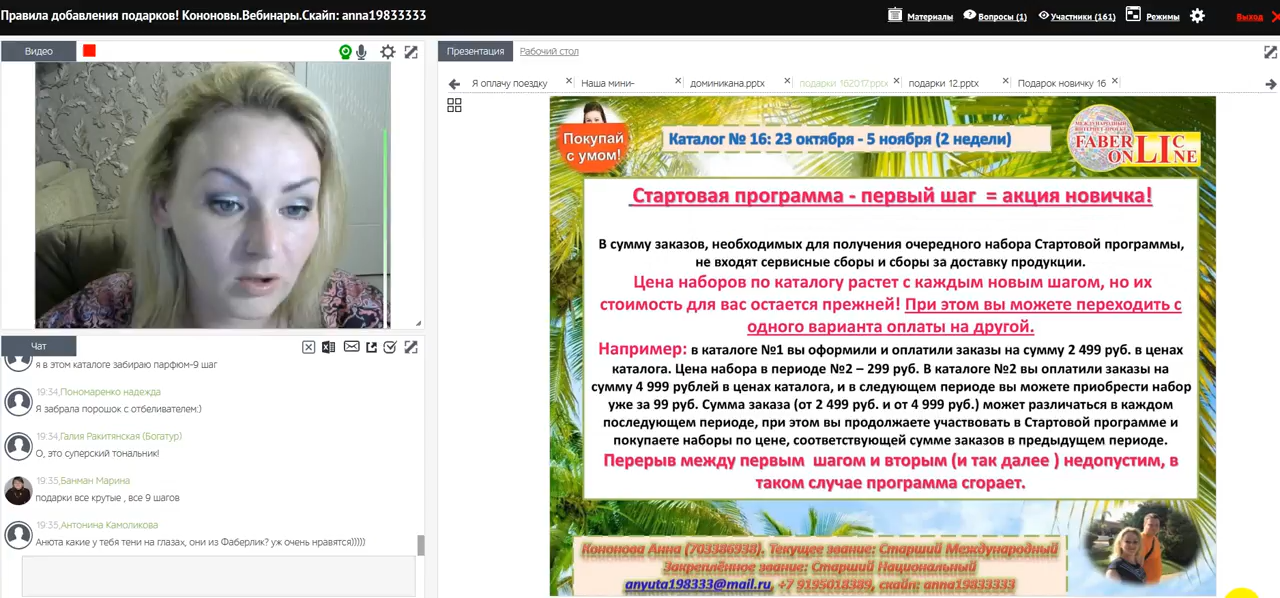 Правила добавления подарков! Кононовы.Вебинары.Скайп: anna19833333
Материалы Вопросы (1) Участники (161) Режимы Выход
Видео
Презентация Рабочий стол
Я оплачу поездку Наша мини- доминикана.pptx подарки 162017.pptx подарки 12.pptx Подарок новичку 16
Покупай
с умом!
Каталог № 16: 23 октября - 5 ноября (2 недели)
FABERLIC
ONLINE
Стартовая программа - первый шаг = акция новичка!
В сумму заказов, необходимых для получения очередного набора Стартовой программы,
не входят сервисные сборы и сборы за доставку продукции.
Цена наборов по каталогу растет с каждым новым шагом, но их
стоимость для вас остается прежней! При этом вы можете переходить с
одного варианта оплаты на другой.
Например: в каталоге №1 вы оформили и оплатили заказы на сумму 2 499 руб. в ценах
каталога. Цена набора в периоде №2 – 299 руб. В каталоге №2 вы оплатили заказы на
сумму 4 999 рублей в ценах каталога, и в следующем периоде вы можете приобрести набор
уже за 99 руб. Сумма заказа (от 2 499 руб. и от 4 999 руб.) может различаться в каждом
последующем периоде, при этом вы продолжаете участвовать в Стартовой программе и
покупаете наборы по цене, соответствующей сумме заказов в предыдущем периоде.
Перерыв между первым шагом и вторым (и так далее ) недопустим, в
таком случае программа сгорает.
Кононова Анна (703386938). Текущее звание: Старший Международный
Закреплённое звание: Старший Национальный
anyuta198333@mail.ru, +7 9195018389, скайп: anna19833333
Чат
я в этом каталоге забираю парфюм-9 шаг
19:34,Пономаренко надежда
Я забрала порошок с отбеливателем:)
19:34,Галия Ракитянская (Богатур)
О, это суперский тональник!
19:35,Банман Марина
подарки все крутые , все 9 шагов
19:35,Антонина Камоликова
Анюта какие у тебя тени на глазах, они из Фаберлик? уж очень нравятся)))))